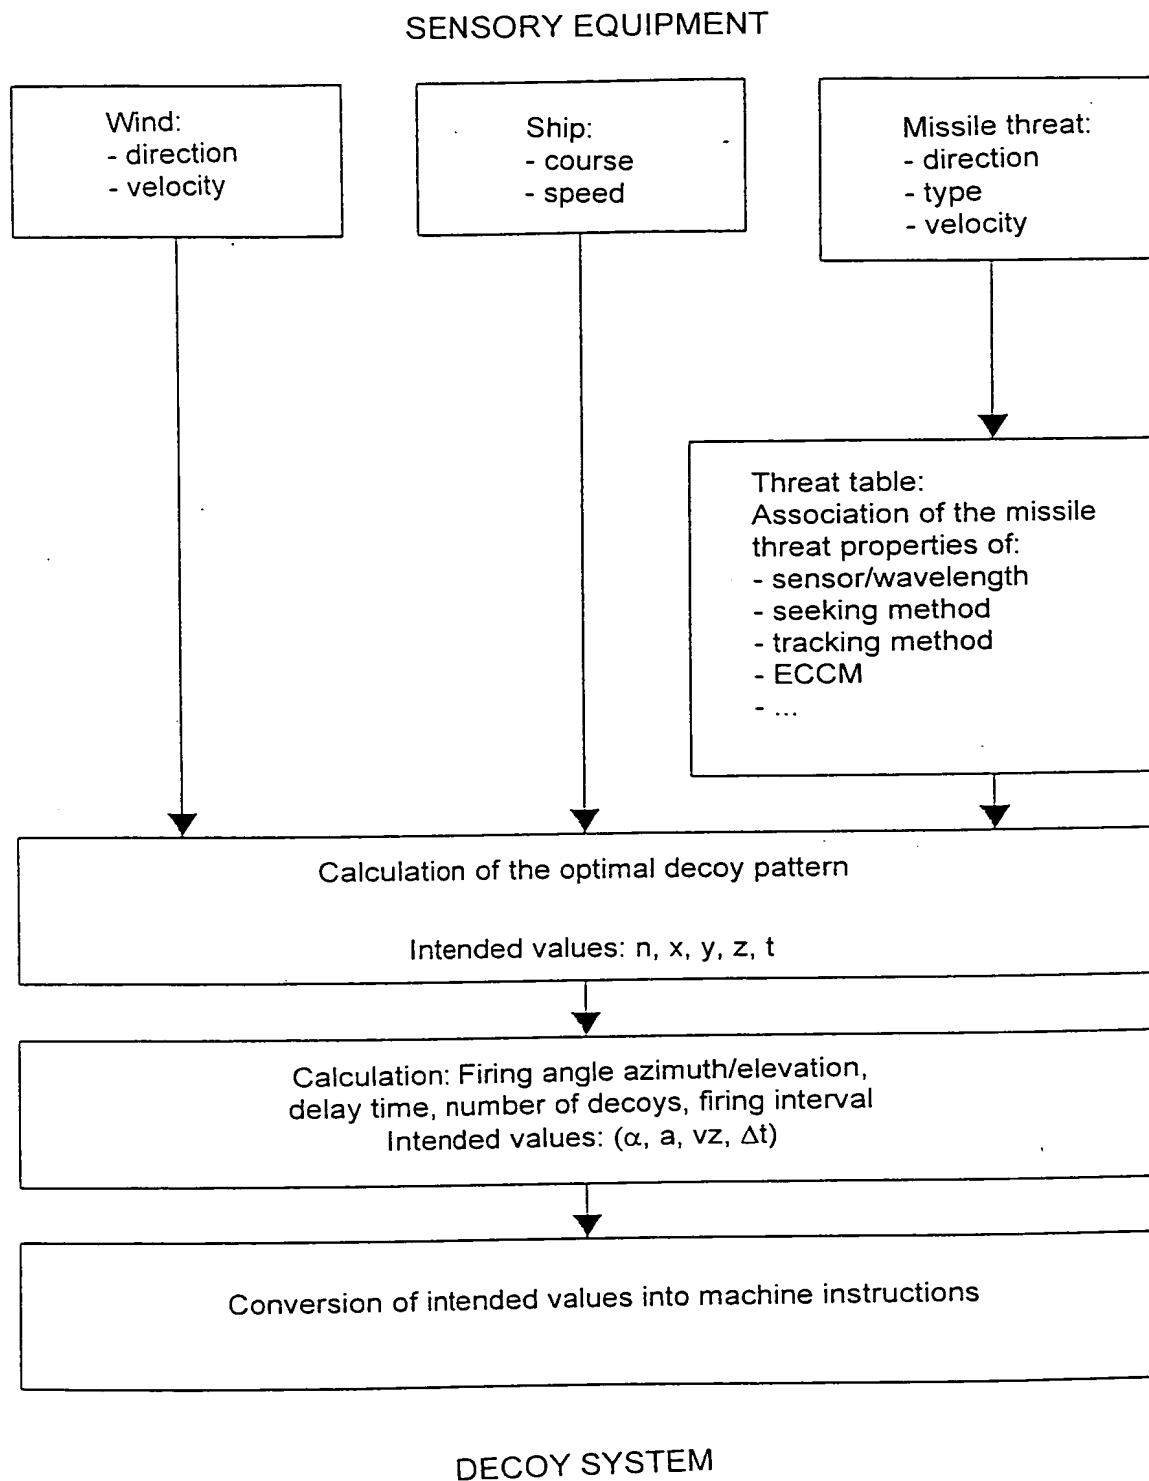 SENSORY EQUIPMENT
Wind:
- direction
- velocity
Ship:
- course
- speed
Missile threat:
- direction
- type
- velocity
Threat table:
Association of the missile
threat properties of:
- sensor/wavelength
- seeking method
- tracking method
- ECCM
- ...
Calculation of the optimal decoy pattern
Intended values: n, x, y, z, t
Calculation: Firing angle azimuth/elevation,
delay time, number of decoys, firing interval
Intended values: (α, a, vz, Δt)
Conversion of intended values into machine instructions
DECOY SYSTEM